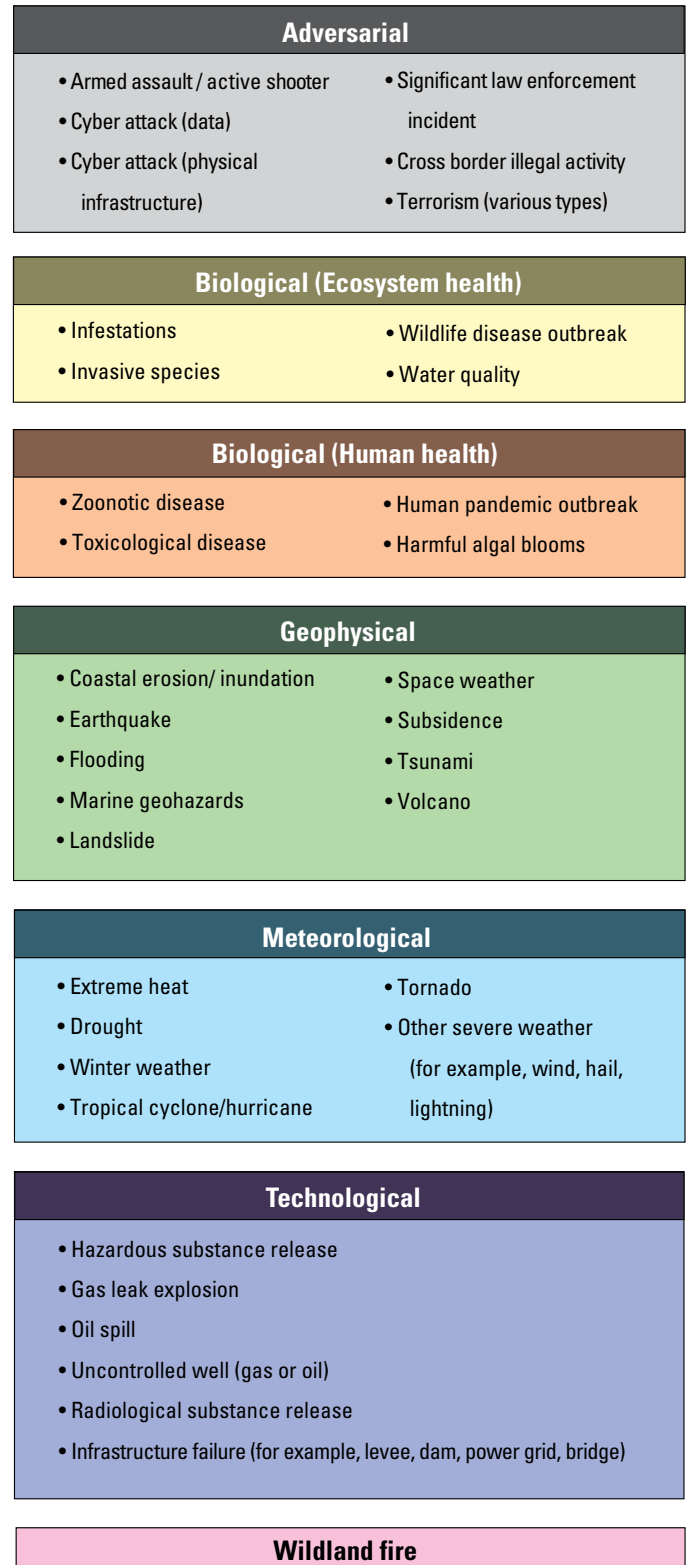 Adversarial
• Armed assault / active shooter
• Cyber attack (data)
• Cyber attack (physical
infrastructure)
• Significant law enforcement
incident
• Cross border illegal activity
• Terrorism (various types)
Biological (Ecosystem health)
• Infestations
• Invasive species
• Wildlife disease outbreak
• Water quality
Biological (Human health)
• Zoonotic disease
• Toxicological disease
• Human pandemic outbreak
• Harmful algal blooms
Geophysical
• Coastal erosion/ inundation
• Earthquake
• Flooding
• Marine geohazards
• Landslide
• Space weather
• Subsidence
• Tsunami
• Volcano
Meteorological
• Extreme heat
• Drought
• Winter weather
• Tropical cyclone/hurricane
• Tornado
• Other severe weather
(for example, wind, hail,
lightning)
Technological
• Hazardous substance release
• Gas leak explosion
• Oil spill
• Uncontrolled well (gas or oil)
• Radiological substance release
• Infrastructure failure (for example, levee, dam, power grid, bridge)
Wildland fire